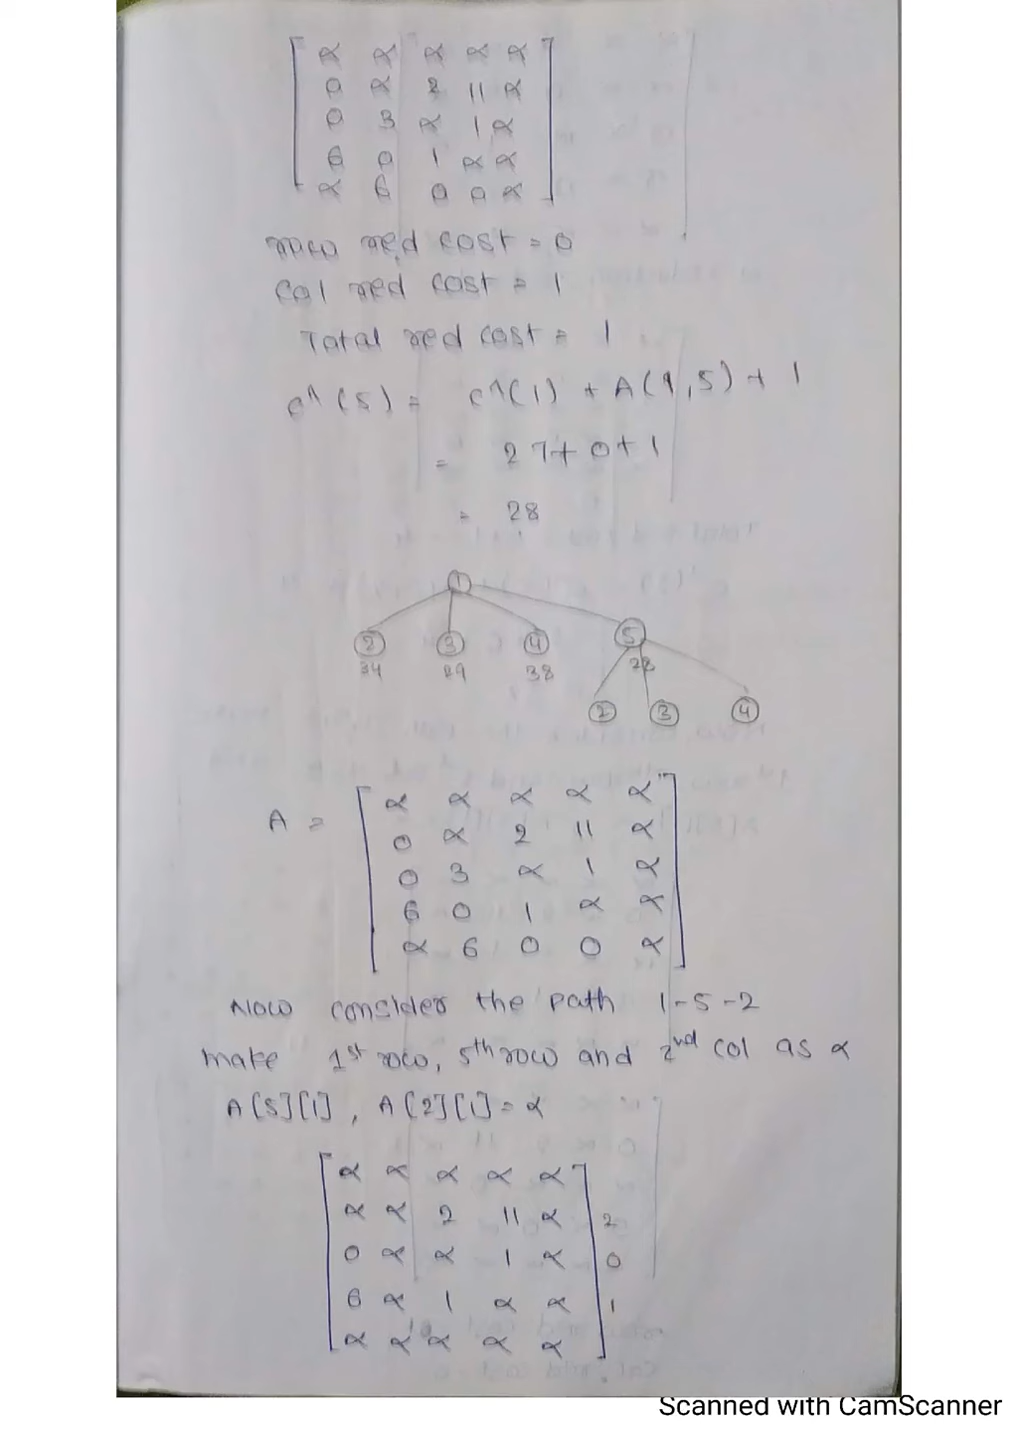 α α α α α
0 α 2 11 α
0 3 α 1 α
6 0 1 α α
α 6 0 0 α
row red cost = 0
Col red cost = 1
Total red cost = 1
c^(5) = c^(1) + A(1,5) + 1
= 27+0+1
= 28
1
2 3 4 5
34 29 38 28
2 3 4
A =
α α α α α
0 α 2 11 α
0 3 α 1 α
6 0 1 α α
α 6 0 0 α
Now consider the path 1-5-2
make 1st row, 5th row and 2nd col as α
A[5][1], A[2][1] = α
α α α α α
α α 2 11 α 2
0 α α 1 α 0
6 α 1 α α 1
α α α α α
Scanned with CamScanner